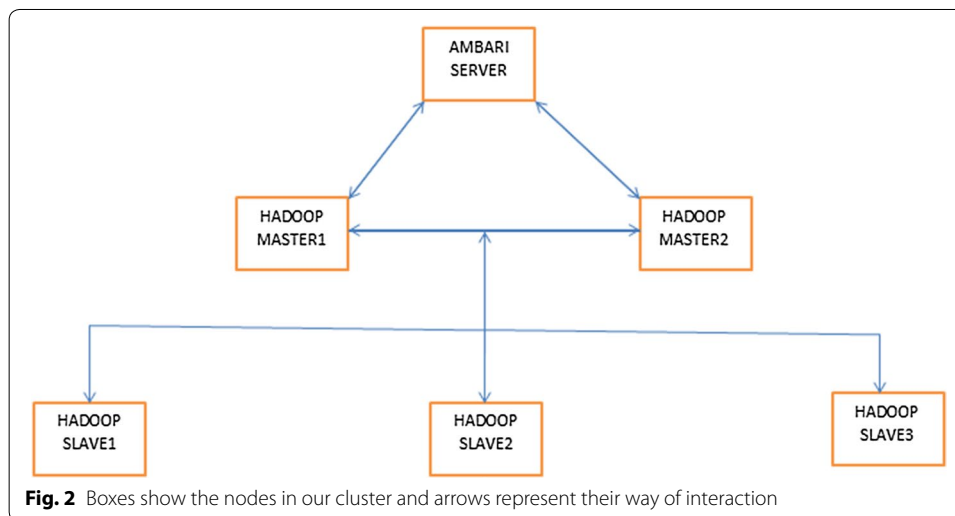 AMBARI
SERVER
HADOOP
MASTER1
HADOOP
MASTER2
HADOOP
SLAVE1
HADOOP
SLAVE2
HADOOP
SLAVE3
Fig. 2 Boxes show the nodes in our cluster and arrows represent their way of interaction